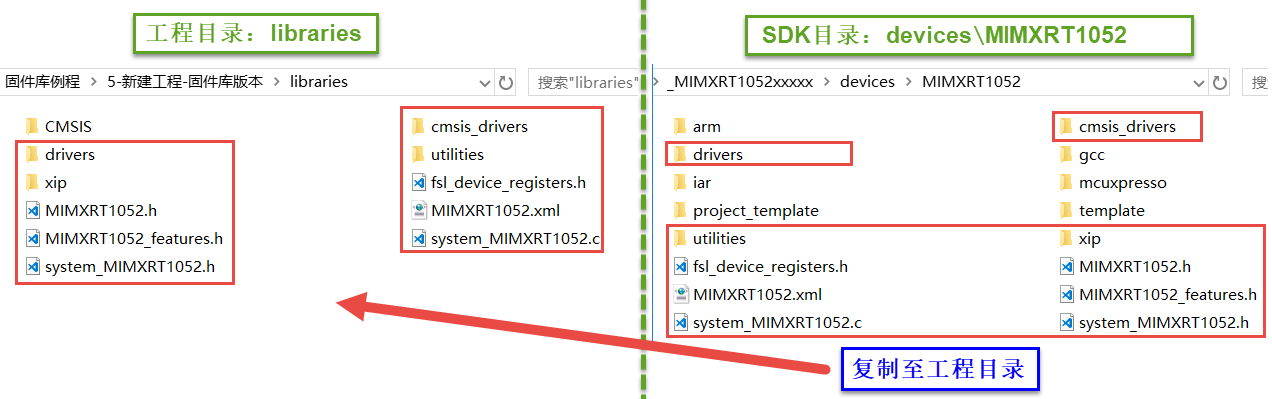 工程目录：libraries
固件库例程 > 5-新建工程-固件库版本 > libraries
搜索"libraries"
CMSIS
drivers
xip
MIMXRT1052.h
MIMXRT1052_features.h
system_MIMXRT1052.h
cmsis_drivers
utilities
fsl_device_registers.h
MIMXRT1052.xml
system_MIMXRT1052.c
SDK目录：devices\MIMXRT1052
_MIMXRT1052xxxxx > devices > MIMXRT1052
搜
arm
drivers
iar
project_template
utilities
fsl_device_registers.h
MIMXRT1052.xml
system_MIMXRT1052.c
cmsis_drivers
gcc
mcuxpresso
template
xip
MIMXRT1052.h
MIMXRT1052_features.h
system_MIMXRT1052.h
复制至工程目录